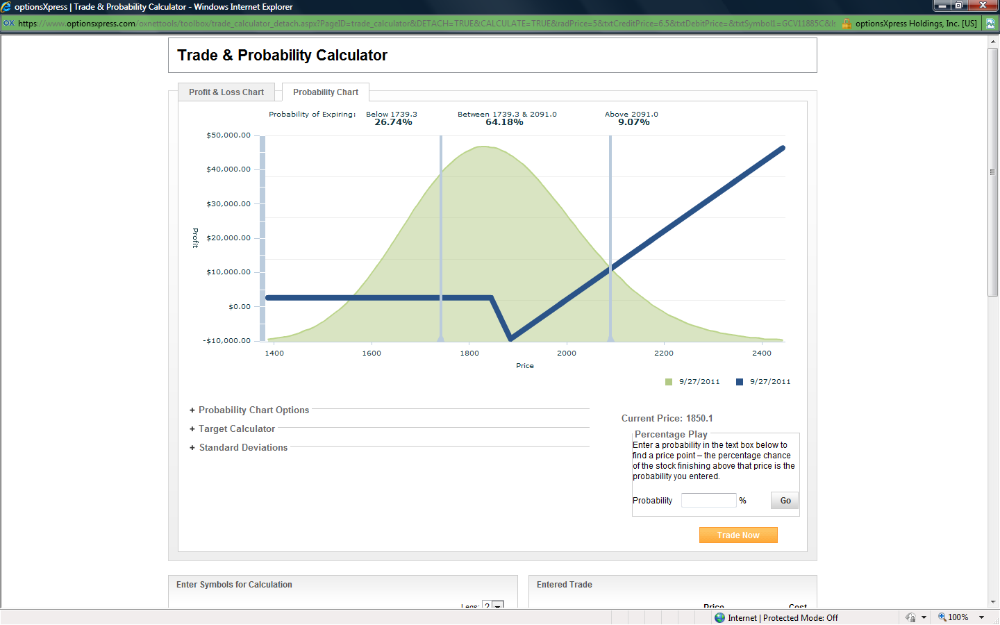 optionsXpress | Trade & Probability Calculator - Windows Internet Explorer
OX https://www.optionsxpress.com/oxnettools/toolbox/trade_calculator_detach.aspx?PageID=trade_calculator&DETACH=TRUE&CALCULATE=TRUE&radPrice=5&txtCreditPrice=6.5&txtDebitPrice=&txtSymbol1=GCV11885C&ls optionsXpress Holdings, Inc. [US]
Trade & Probability Calculator
Profit & Loss Chart Probability Chart
Probability of Expiring: Below 1739.3 Between 1739.3 & 2091.0 Above 2091.0
26.74% 64.18% 9.07%
$50,000.00
$40,000.00
$30,000.00
$20,000.00
$10,000.00
$0.00
-$10,000.00
Profit
1400 1600 1800 2000 2200 2400
Price
9/27/2011 9/27/2011
+ Probability Chart Options
+ Target Calculator
+ Standard Deviations
Current Price: 1850.1
Percentage Play
Enter a probability in the text box below to
find a price point – the percentage chance
of the stock finishing above that price is the
probability you entered.
Probability % Go
Trade Now
Enter Symbols for Calculation Entered Trade
Legs: 2 Price Cost
Internet | Protected Mode: Off 100%